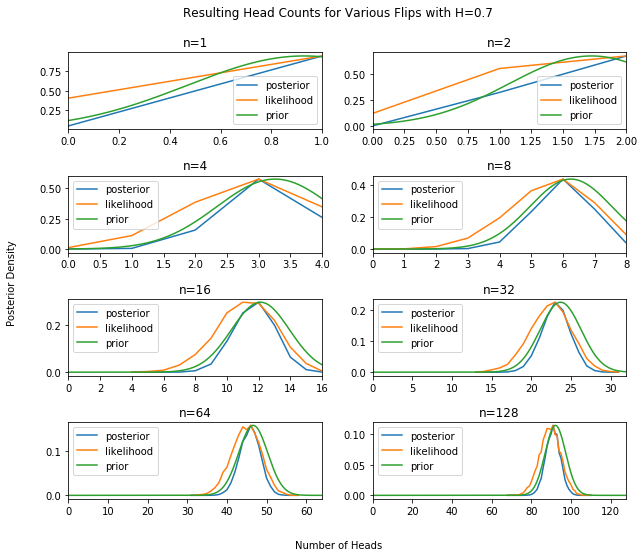 Resulting Head Counts for Various Flips with H=0.7
n=1
0.75
0.50
0.25
posterior
likelihood
prior
0.0 0.2 0.4 0.6 0.8 1.0
n=2
0.50
0.25
0.00
posterior
likelihood
prior
0.00 0.25 0.50 0.75 1.00 1.25 1.50 1.75 2.00
n=4
0.50
0.25
0.00
posterior
likelihood
prior
0.0 0.5 1.0 1.5 2.0 2.5 3.0 3.5 4.0
n=8
0.4
0.2
0.0
posterior
likelihood
prior
0 1 2 3 4 5 6 7 8
Posterior Density
n=16
0.2
0.0
posterior
likelihood
prior
0 2 4 6 8 10 12 14 16
n=32
0.2
0.1
0.0
posterior
likelihood
prior
0 5 10 15 20 25 30
n=64
0.1
0.0
posterior
likelihood
prior
0 10 20 30 40 50 60
n=128
0.10
0.05
0.00
posterior
likelihood
prior
0 20 40 60 80 100 120
Number of Heads